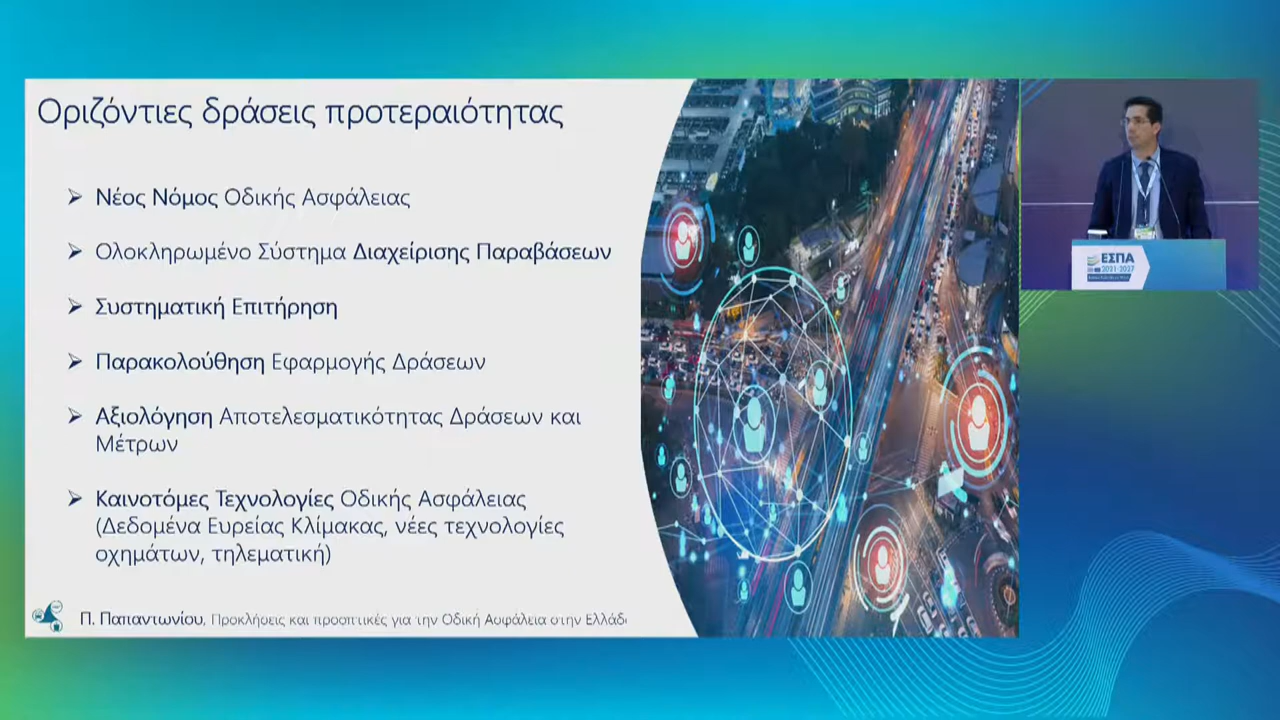 Οριζόντιες δράσεις προτεραιότητας
➢ Νέος Νόμος Οδικής Ασφάλειας
➢ Ολοκληρωμένο Σύστημα Διαχείρισης Παραβάσεων
➢ Συστηματική Επιτήρηση
➢ Παρακολούθηση Εφαρμογής Δράσεων
➢ Αξιολόγηση Αποτελεσματικότητας Δράσεων και
Μέτρων
➢ Καινοτόμες Τεχνολογίες Οδικής Ασφάλειας
(Δεδομένα Ευρείας Κλίμακας, νέες τεχνολογίες
οχημάτων, τηλεματική)
Π. Παπαντωνίου, Προκλήσεις και προοπτικές για την Οδική Ασφάλεια στην Ελλάδ
ΕΣΠΑ
2021-2027